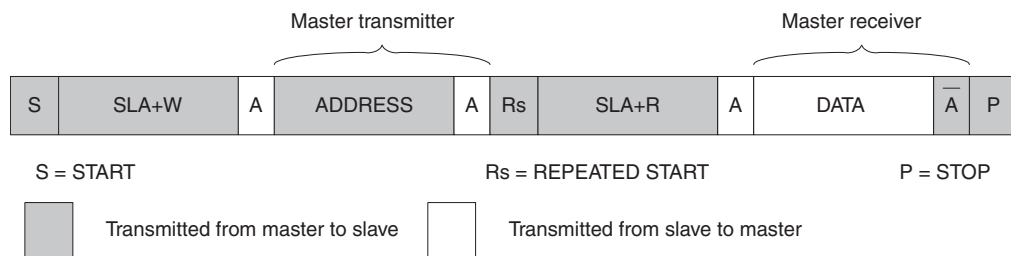 Master transmitter Master receiver
S SLA+W A ADDRESS A Rs SLA+R A DATA A̅ P
S = START Rs = REPEATED START P = STOP
Transmitted from master to slave Transmitted from slave to master